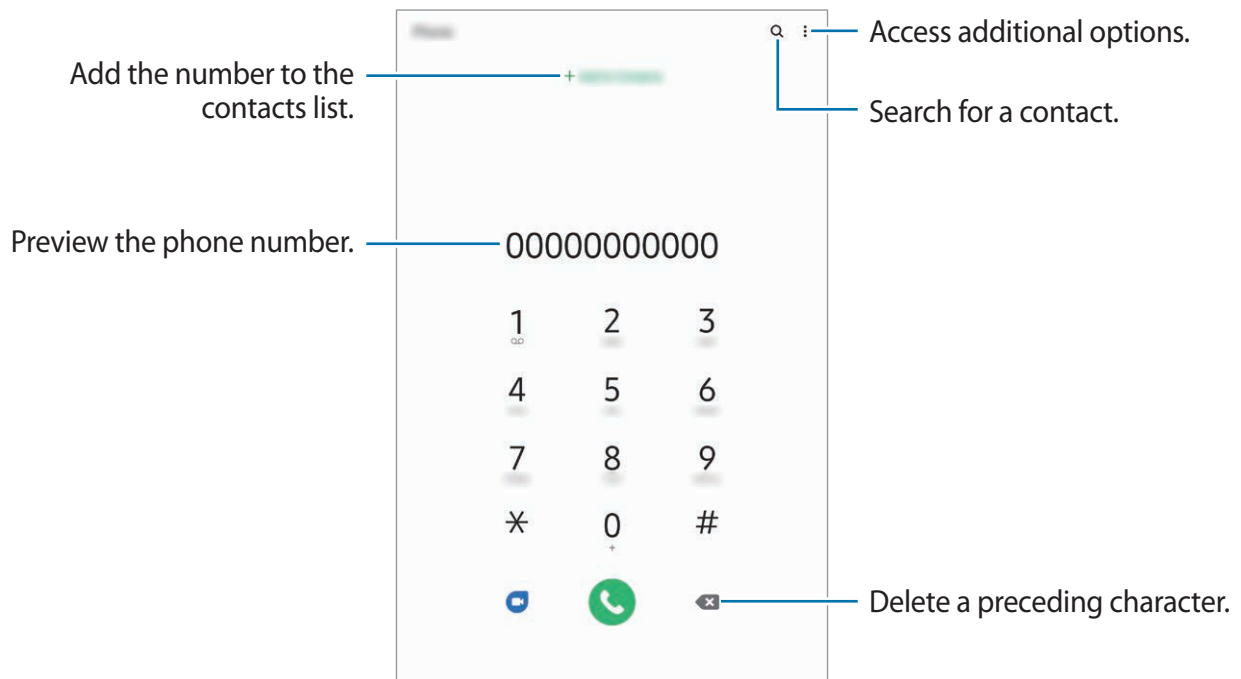 Access additional options.
Add the number to the
contacts list.
Search for a contact.
Preview the phone number.
00000000000
1 2 3
4 5 6
7 8 9
* 0 #
+
Delete a preceding character.